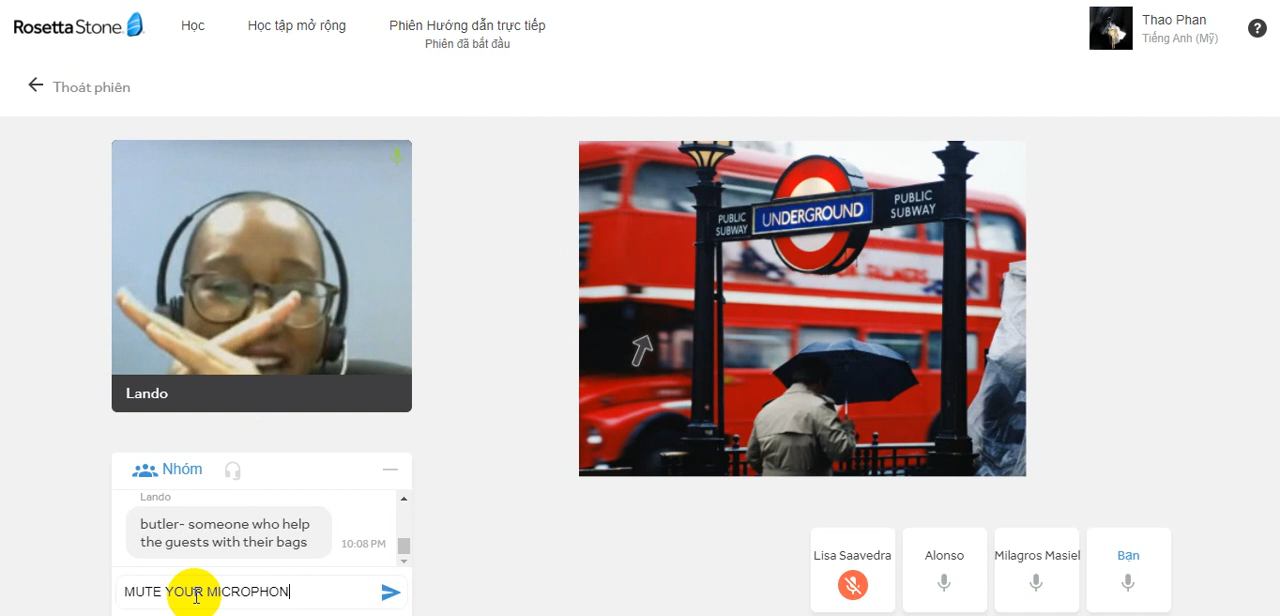 RosettaStone
Học
Học tập mở rộng
Phiên Hướng dẫn trực tiếp
Phiên đã bắt đầu
Thao Phan
Tiếng Anh (Mỹ)
?
Thoát phiên
PUBLIC SUBWAY
UNDERGROUND
PUBLIC SUBWAY
Lando
Nhóm
Lando
butler- someone who help
the guests with their bags
10:08 PM
MUTE YOUR MICROPHON
Lisa Saavedra
Alonso
Milagros Masiel
Bạn